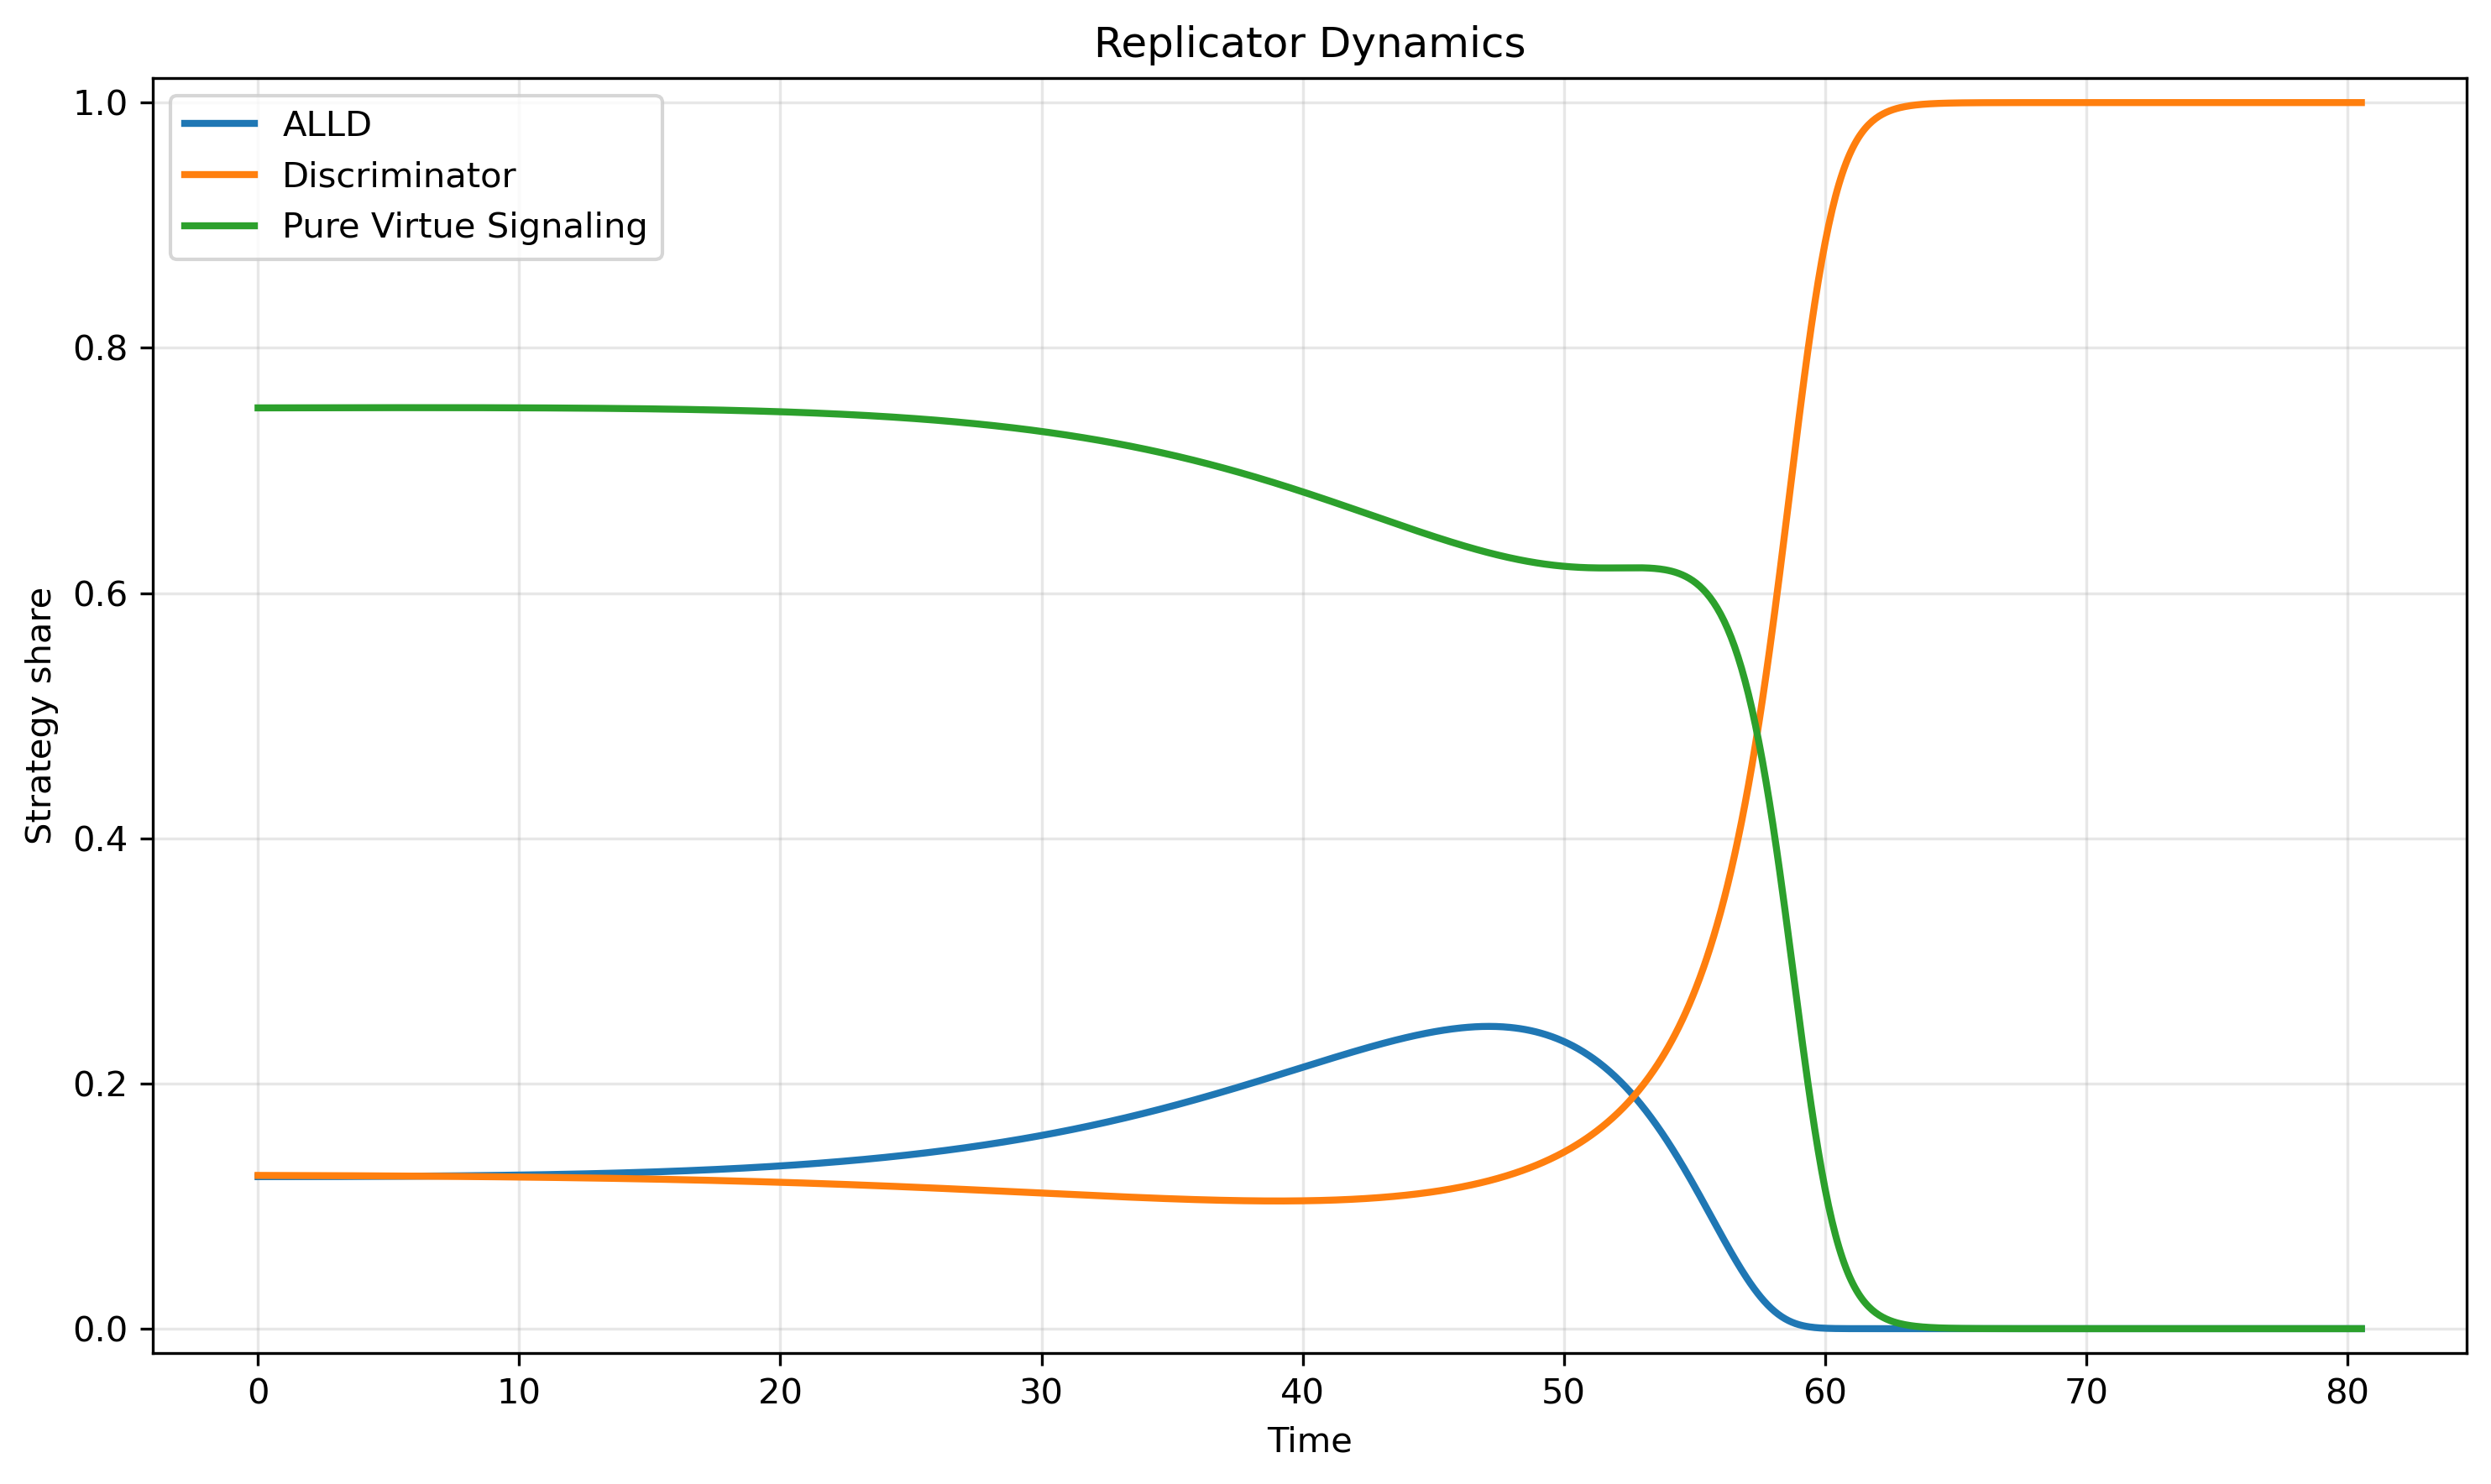 Replicator Dynamics
ALLD
Discriminator
Pure Virtue Signaling
Strategy share
1.0
0.8
0.6
0.4
0.2
0.0
0 10 20 30 40 50 60 70 80
Time